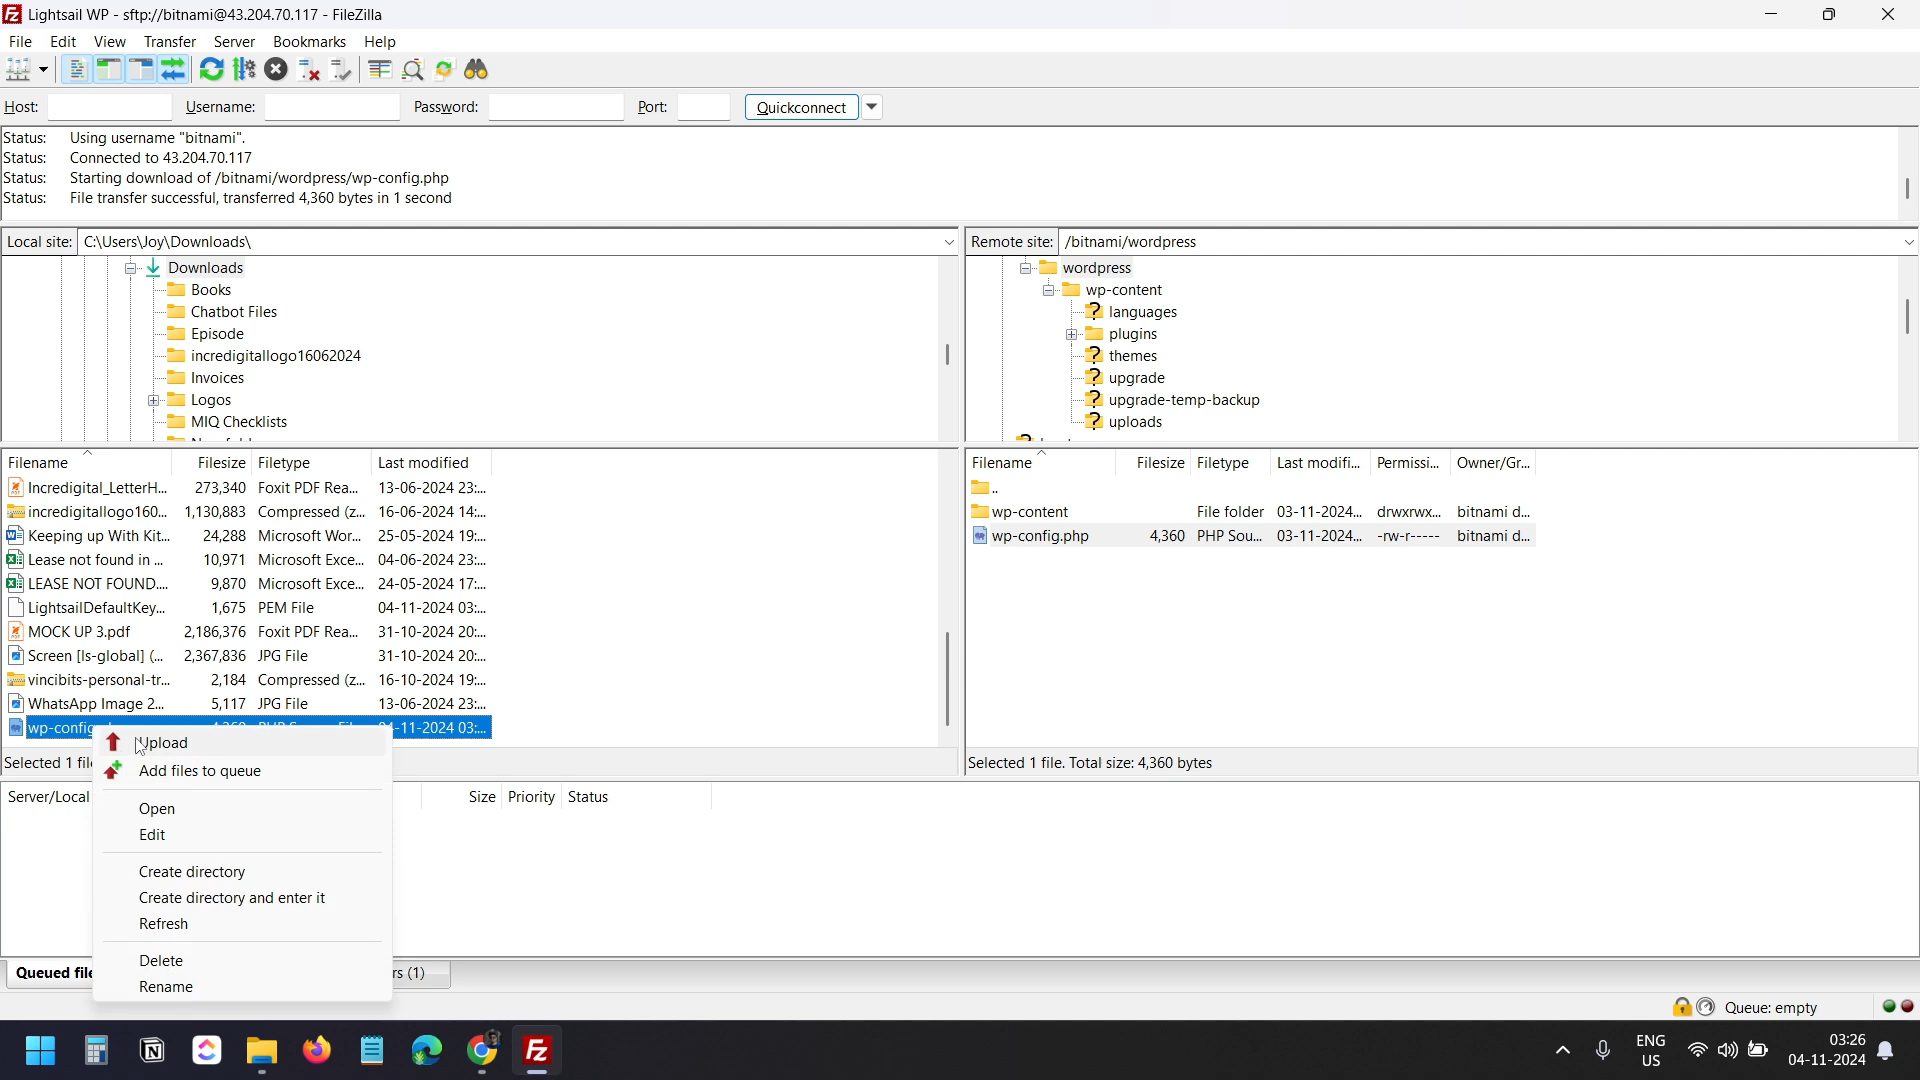 Lightsail WP - sftp://bitnami@43.204.70.117 - FileZilla
File Edit View Transfer Server Bookmarks Help
Host: Username: Password: Port: Quickconnect
Status: Using username "bitnami".
Status: Connected to 43.204.70.117
Status: Starting download of /bitnami/wordpress/wp-config.php
Status: File transfer successful, transferred 4,360 bytes in 1 second
Local site: C:\Users\Joy\Downloads\
Downloads
Books
Chatbot Files
Episode
incredigitallogo16062024
Invoices
Logos
MIQ Checklists
Remote site: /bitnami/wordpress
wordpress
wp-content
languages
plugins
themes
upgrade
upgrade-temp-backup
uploads
Filename Filesize Filetype Last modified
Incredigital_LetterH... 273,340 Foxit PDF Rea... 13-06-2024 23:...
incredigitallogo160... 1,130,883 Compressed (z... 16-06-2024 14:...
Keeping up With Kit... 24,288 Microsoft Wor... 25-05-2024 19:...
Lease not found in ... 10,971 Microsoft Exce... 04-06-2024 23:...
LEASE NOT FOUND.... 9,870 Microsoft Exce... 24-05-2024 17:...
LightsailDefaultKey... 1,675 PEM File 04-11-2024 03:...
MOCK UP 3.pdf 2,186,376 Foxit PDF Rea... 31-10-2024 20:...
Screen [ls-global] (... 2,367,836 JPG File 31-10-2024 20:...
vincibits-personal-tr... 2,184 Compressed (z... 16-10-2024 19:...
WhatsApp Image 2... 5,117 JPG File 13-06-2024 23:...
wp-config -11-2024 03:...
Selected 1 fil
Filename Filesize Filetype Last modifi... Permissi... Owner/Gr...
..
wp-content File folder 03-11-2024... drwxrwx... bitnami d...
wp-config.php 4,360 PHP Sou... 03-11-2024... -rw-r----- bitnami d...
Selected 1 file. Total size: 4,360 bytes
Upload
Add files to queue
Open
Edit
Create directory
Create directory and enter it
Refresh
Delete
Rename
Server/Local Size Priority Status
Queued file rs (1)
Queue: empty
ENG
US
03:26
04-11-2024